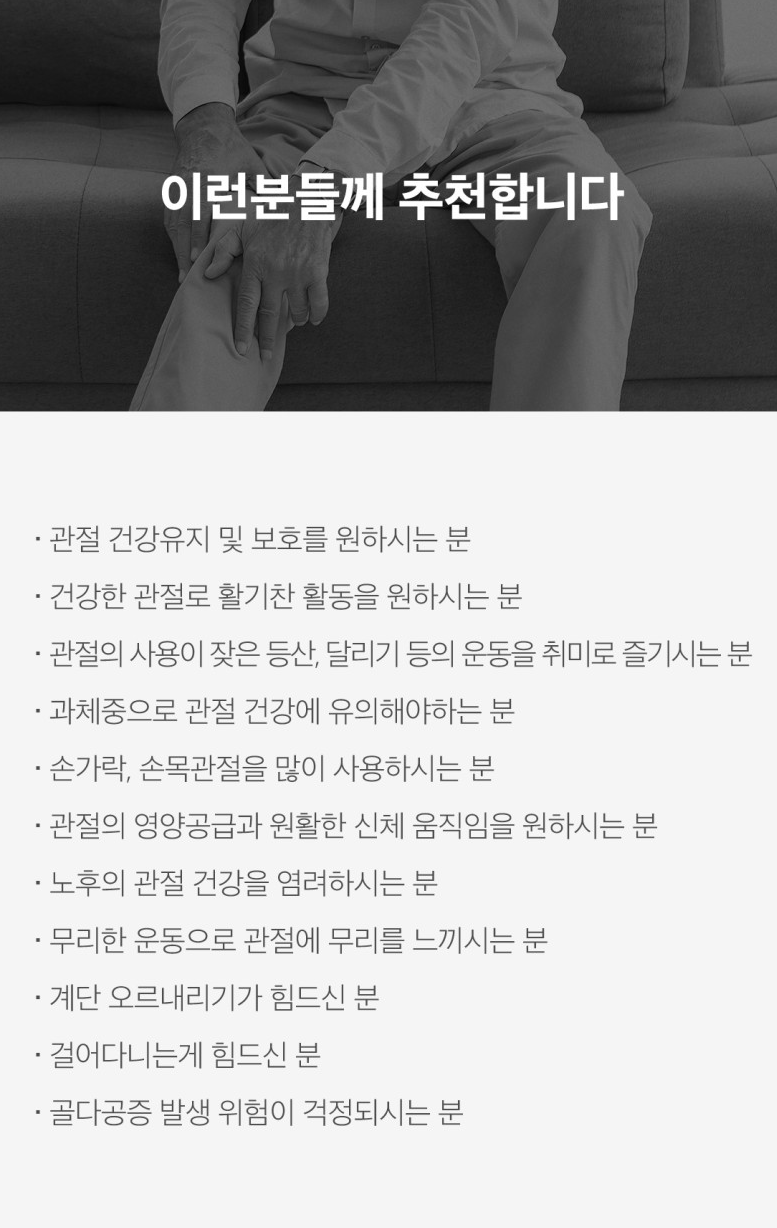 이런분들께 추천합니다
· 관절 건강유지 및 보호를 원하시는 분
· 건강한 관절로 활기찬 활동을 원하시는 분
· 관절의 사용이 잦은 등산, 달리기 등의 운동을 취미로 즐기시는 분
· 과체중으로 관절 건강에 유의해야하는 분
· 손가락, 손목관절을 많이 사용하시는 분
· 관절의 영양공급과 원활한 신체 움직임을 원하시는 분
· 노후의 관절 건강을 염려하시는 분
· 무리한 운동으로 관절에 무리를 느끼시는 분
· 계단 오르내리기가 힘드신 분
· 걸어다니는게 힘드신 분
· 골다공증 발생 위험이 걱정되시는 분